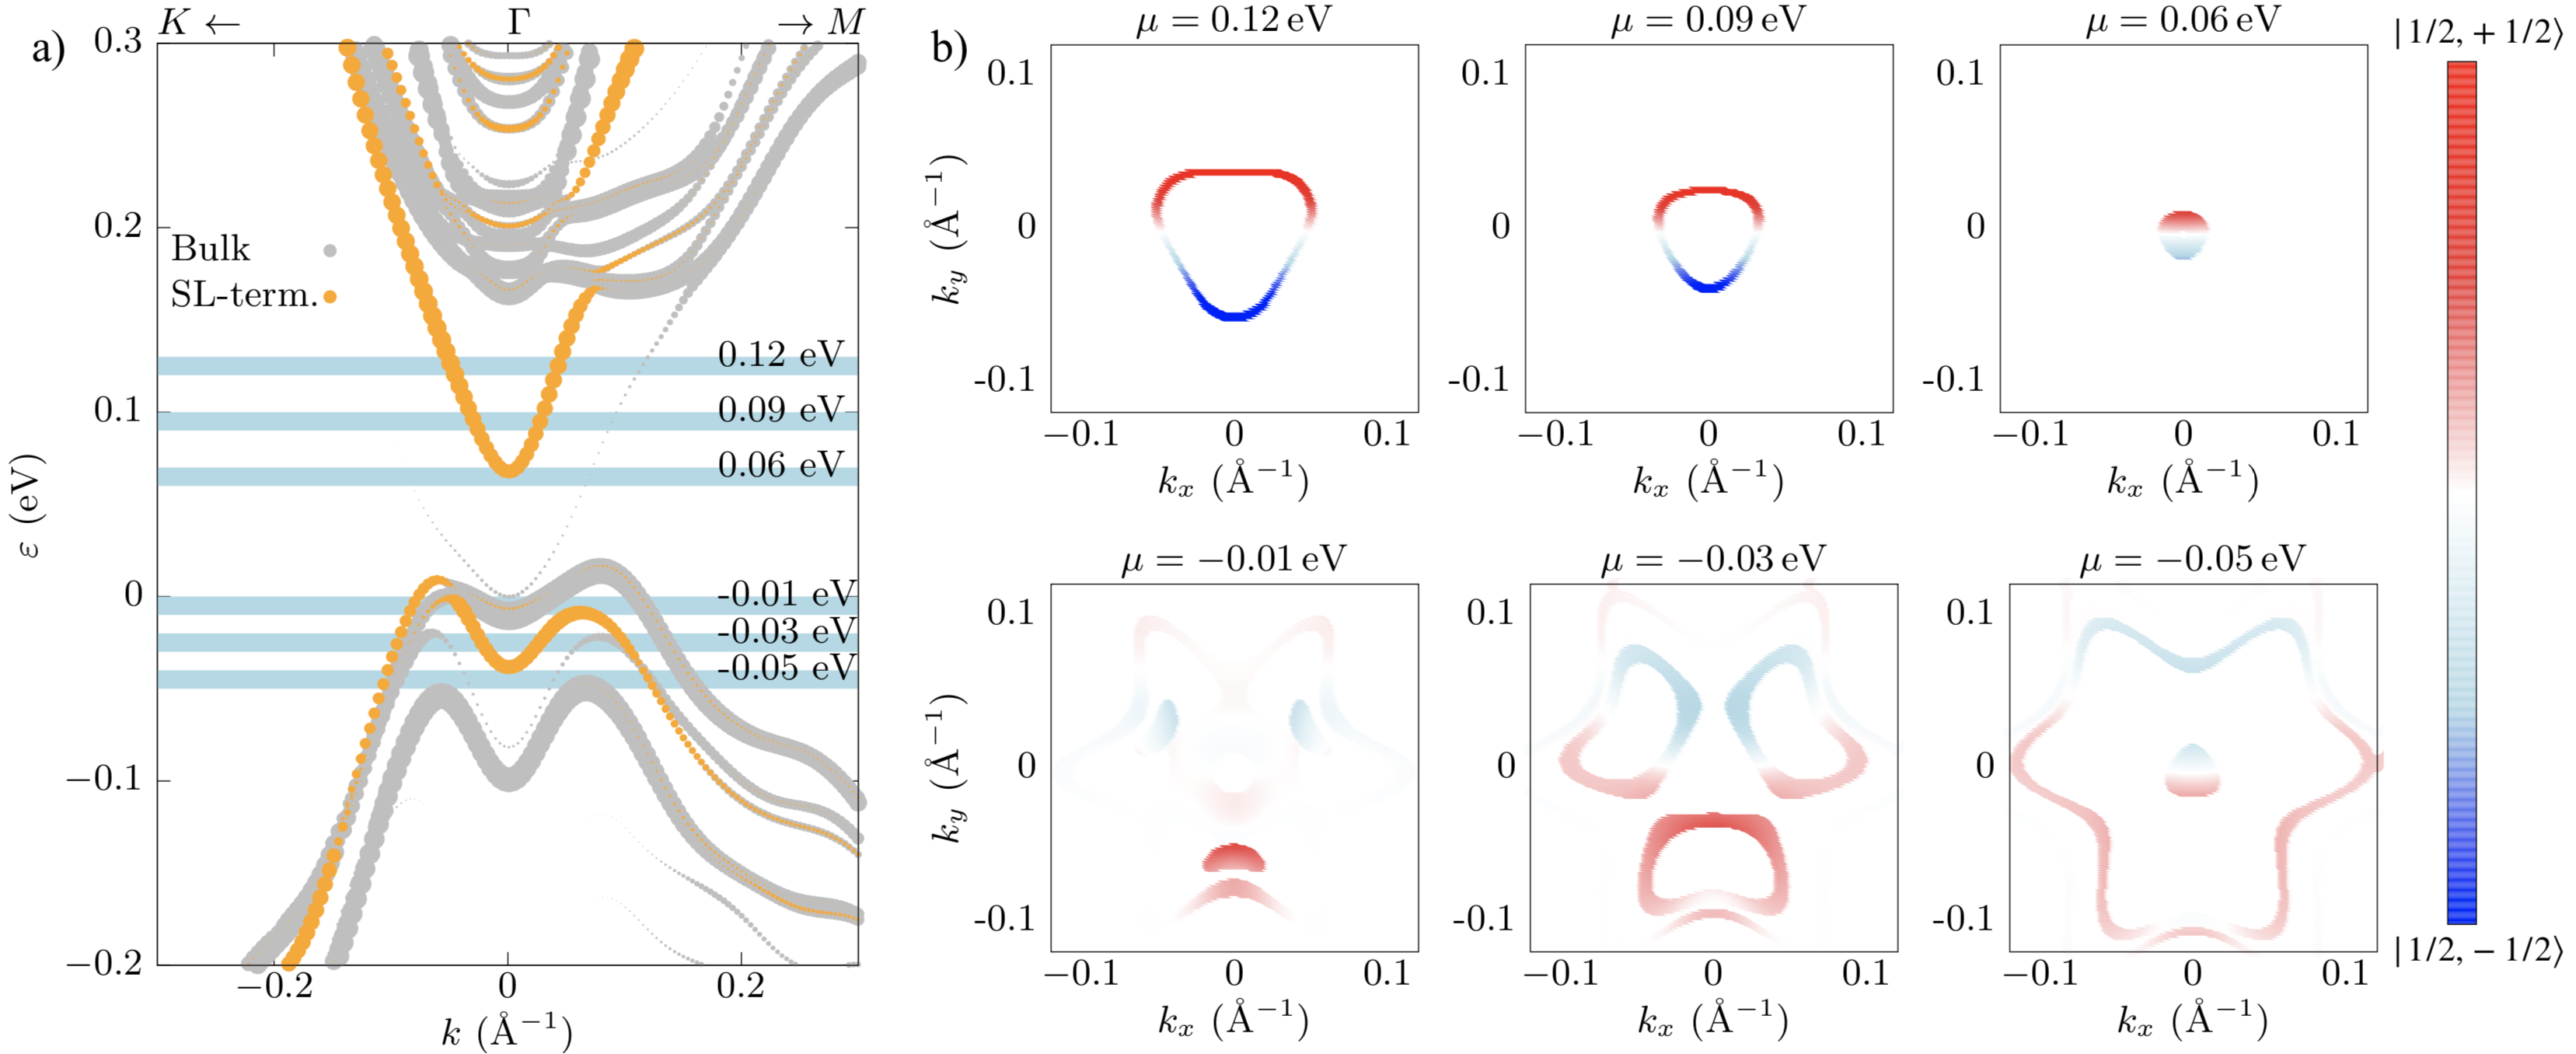 a)
K ← Γ → M
0.3
0.2
0.1
0
−0.1
−0.2
ε (eV)
Bulk
SL-term.
0.12 eV
0.09 eV
0.06 eV
-0.01 eV
-0.03 eV
-0.05 eV
−0.2 0 0.2
k (Å⁻¹)
b)
μ = 0.12 eV
0.1
0
-0.1
k_y (Å⁻¹)
−0.1 0 0.1
k_x (Å⁻¹)
μ = 0.09 eV
0.1
0
-0.1
−0.1 0 0.1
k_x (Å⁻¹)
μ = 0.06 eV
0.1
0
-0.1
−0.1 0 0.1
k_x (Å⁻¹)
μ = −0.01 eV
0.1
0
-0.1
k_y (Å⁻¹)
−0.1 0 0.1
k_x (Å⁻¹)
μ = −0.03 eV
0.1
0
-0.1
−0.1 0 0.1
k_x (Å⁻¹)
μ = −0.05 eV
0.1
0
-0.1
−0.1 0 0.1
k_x (Å⁻¹)
|1/2, + 1/2⟩
|1/2, − 1/2⟩